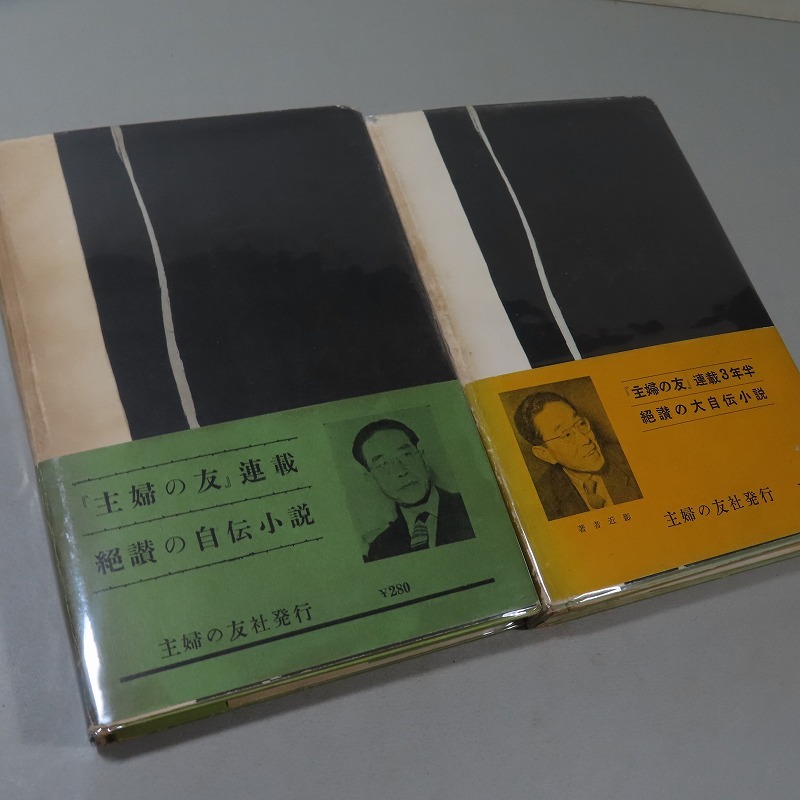 『主婦の友』連載
絶讃の自伝小説
¥280
主婦の友社発行
『主婦の友』連載3年半
絶讃の大自伝小説
著者近影
主婦の友社発行